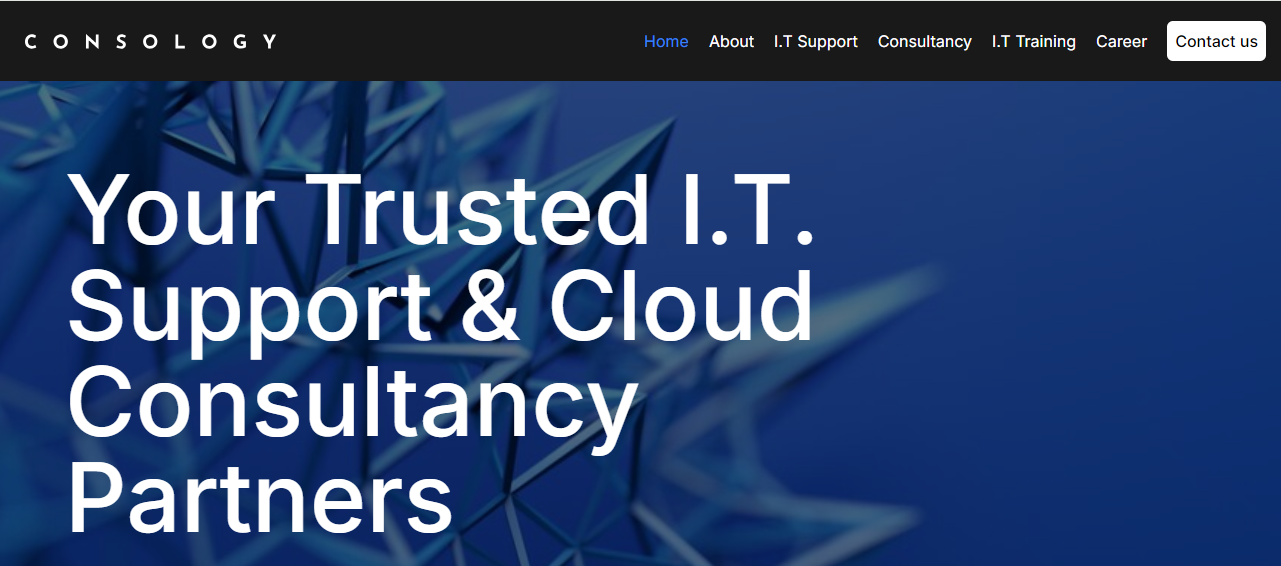 CONSOLOGY
Home About I.T Support Consultancy I.T Training Career Contact us
Your Trusted I.T.
Support & Cloud
Consultancy
Partners